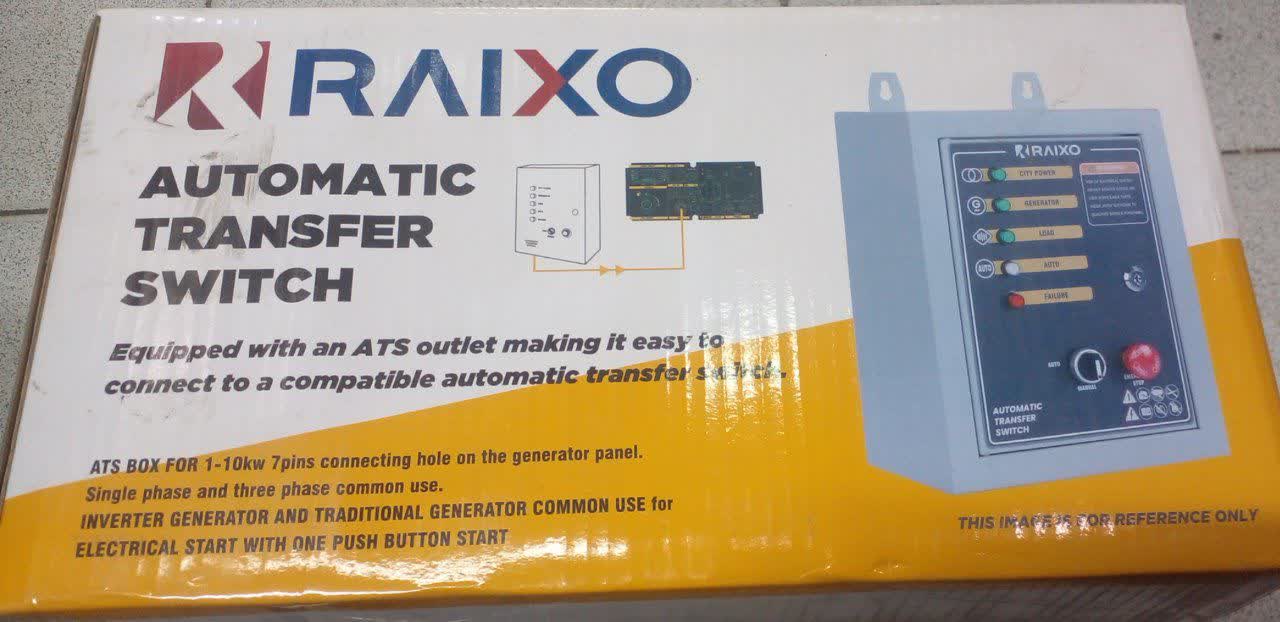 RAIXO
AUTOMATIC
TRANSFER
SWITCH
Equipped with an ATS outlet making it easy to
connect to a compatible automatic transfer switch.
ATS BOX FOR 1-10kw 7pins connecting hole on the generator panel.
Single phase and three phase common use.
INVERTER GENERATOR AND TRADITIONAL GENERATOR COMMON USE for
ELECTRICAL START WITH ONE PUSH BUTTON START
RAIXO
CITY POWER
G GENERATOR
LOAD
AUTO AUTO
FAILURE
AUTO
MANUAL
STOP
AUTOMATIC
TRANSFER
SWITCH
THIS IMAGE IS FOR REFERENCE ONLY